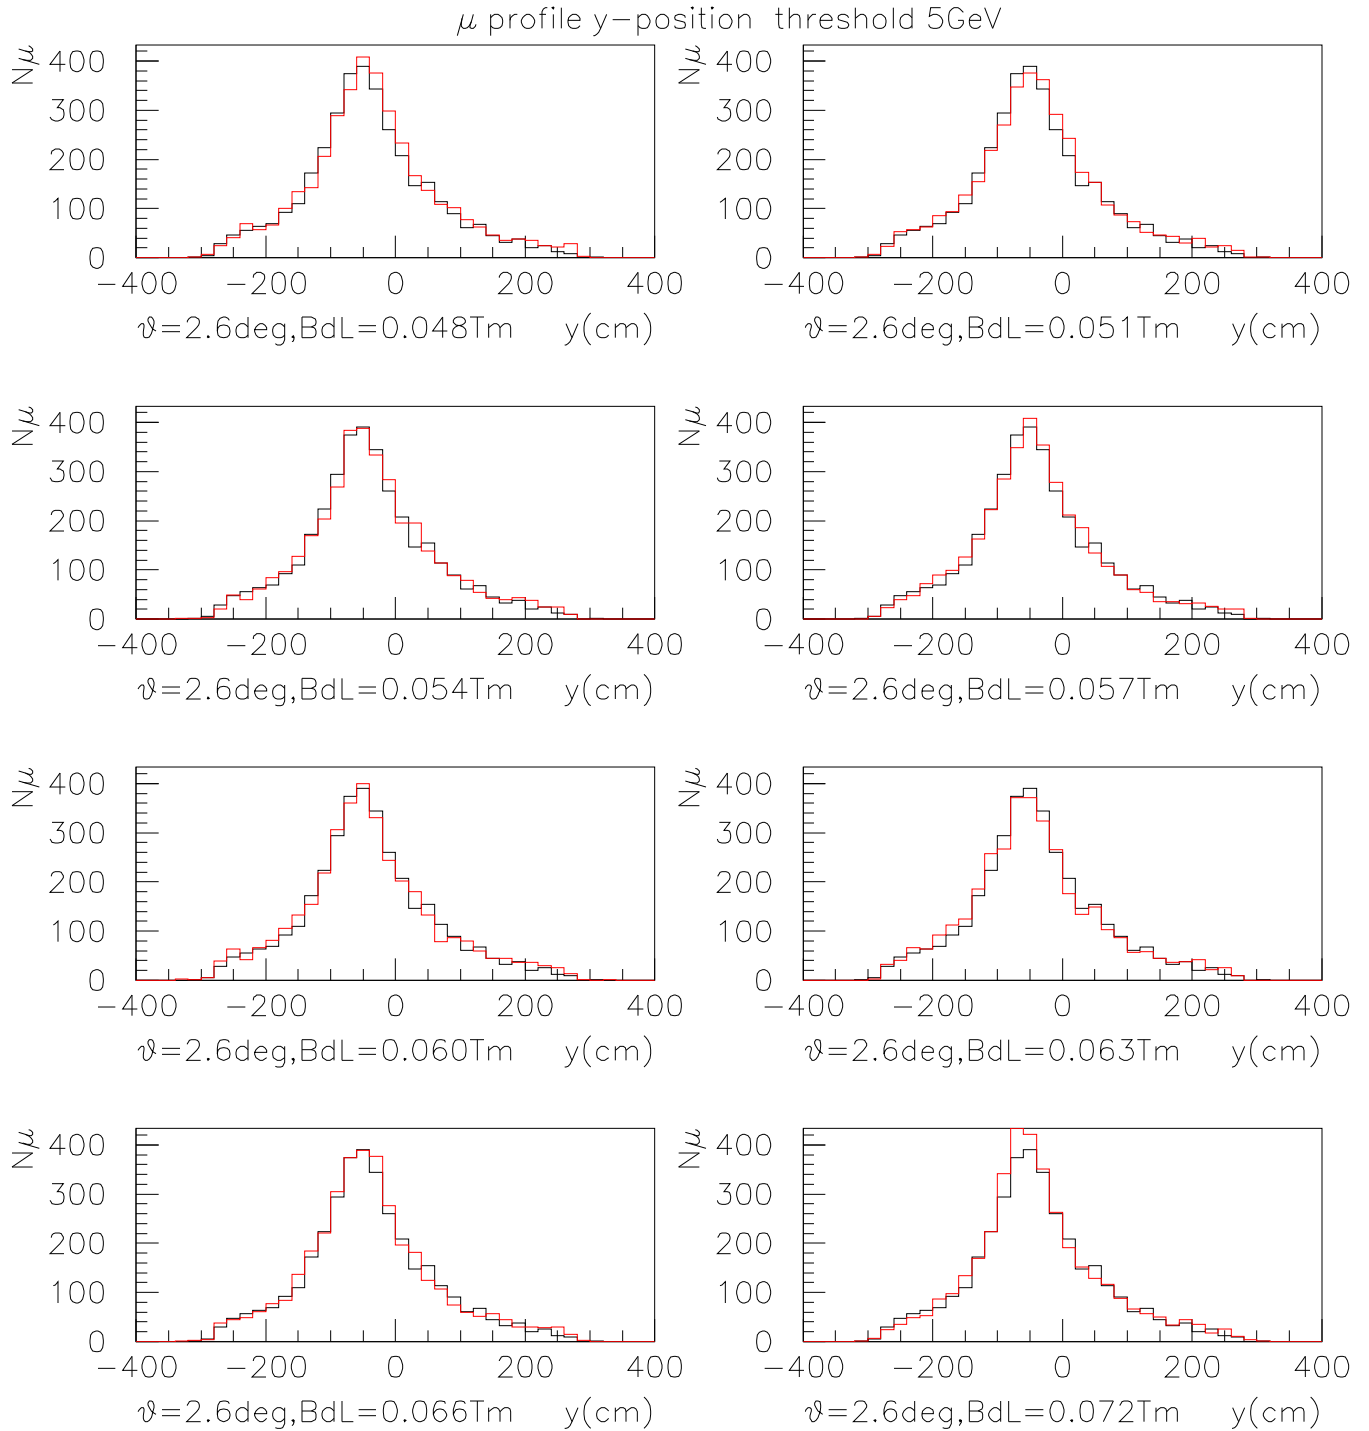 μ profile y−position threshold 5GeV
Nμ
400
300
200
100
0
−400 −200 0 200 400
ϑ=2.6deg,BdL=0.048Tm y(cm)
Nμ
400
300
200
100
0
−400 −200 0 200 400
ϑ=2.6deg,BdL=0.051Tm y(cm)
Nμ
400
300
200
100
0
−400 −200 0 200 400
ϑ=2.6deg,BdL=0.054Tm y(cm)
Nμ
400
300
200
100
0
−400 −200 0 200 400
ϑ=2.6deg,BdL=0.057Tm y(cm)
Nμ
400
300
200
100
0
−400 −200 0 200 400
ϑ=2.6deg,BdL=0.060Tm y(cm)
Nμ
400
300
200
100
0
−400 −200 0 200 400
ϑ=2.6deg,BdL=0.063Tm y(cm)
Nμ
400
300
200
100
0
−400 −200 0 200 400
ϑ=2.6deg,BdL=0.066Tm y(cm)
Nμ
400
300
200
100
0
−400 −200 0 200 400
ϑ=2.6deg,BdL=0.072Tm y(cm)